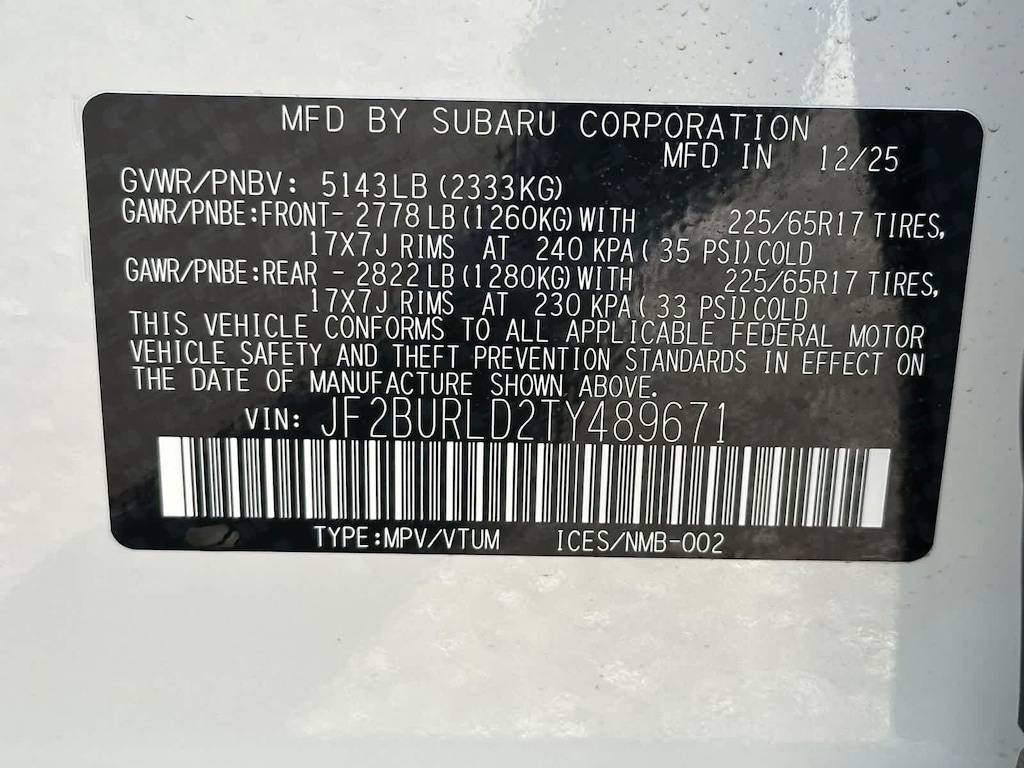 MFD BY SUBARU CORPORATION
MFD IN 12/25
GVWR/PNBV: 5143LB (2333KG)
GAWR/PNBE:FRONT- 2778 LB (1260KG) WITH 225/65R17 TIRES,
17X7J RIMS AT 240 KPA( 35 PSI) COLD
GAWR/PNBE:REAR - 2822 LB (1280KG) WITH 225/65R17 TIRES,
17X7J RIMS AT 230 KPA( 33 PSI) COLD
THIS VEHICLE CONFORMS TO ALL APPLICABLE FEDERAL MOTOR
VEHICLE SAFETY AND THEFT PREVENTION STANDARDS IN EFFECT ON
THE DATE OF MANUFACTURE SHOWN ABOVE.
VIN: JF2BURLD2TY489671
TYPE:MPV/VTUM ICES/NMB-002